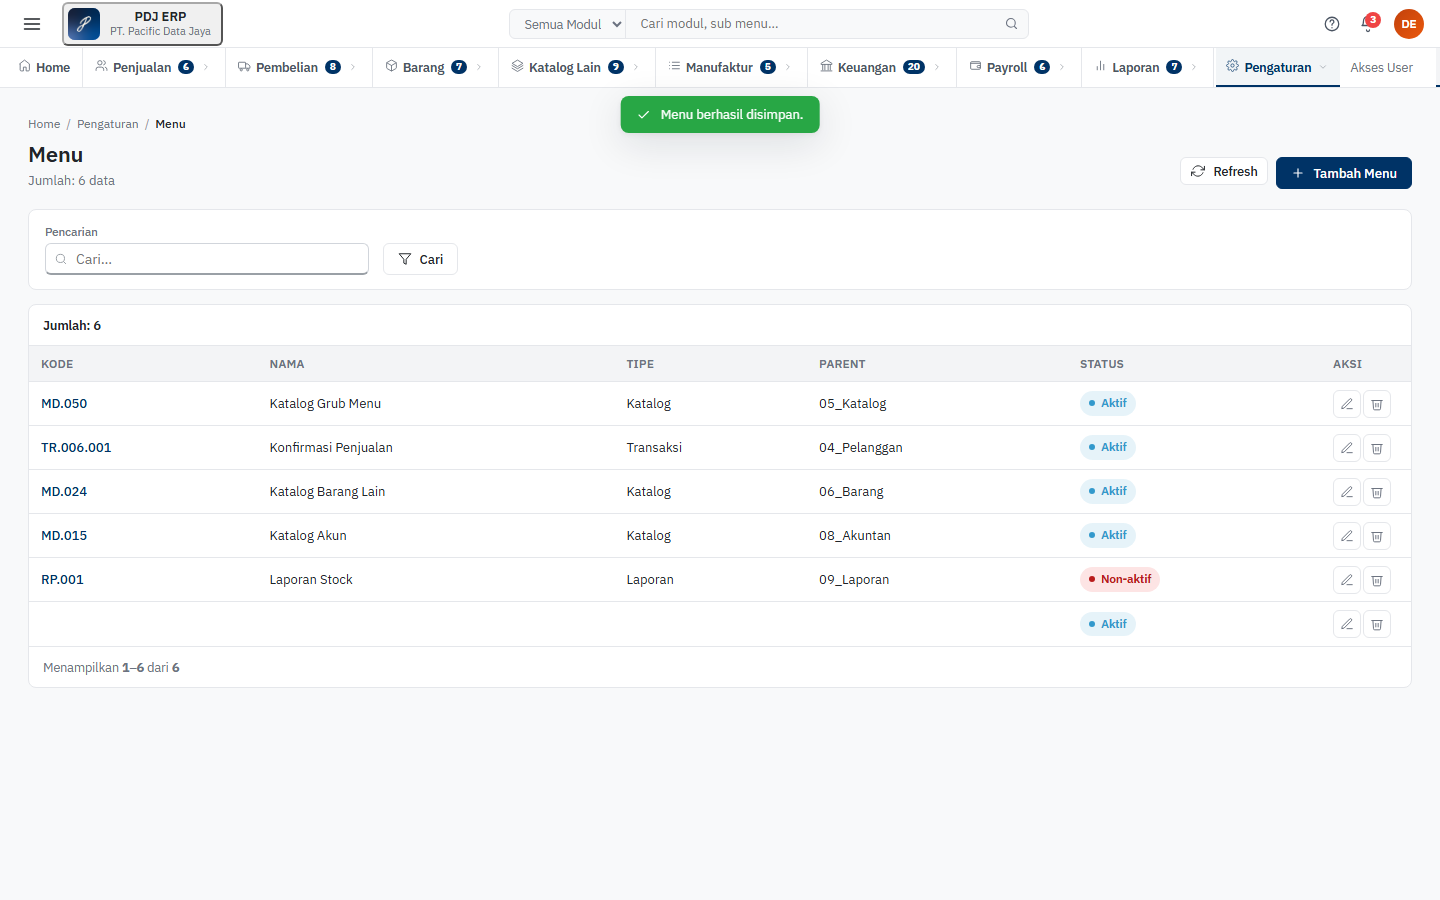 PDJ ERP
PT. Pacific Data Jaya
Semua Modul
Cari modul, sub menu...
3
DE
Home
Penjualan 6
Pembelian 8
Barang 7
Katalog Lain 9
Manufaktur 5
Keuangan 20
Payroll 6
Laporan 7
Pengaturan
Akses User
Menu berhasil disimpan.
Home / Pengaturan / Menu
Menu
Jumlah: 6 data
Refresh
Tambah Menu
Pencarian
Cari...
Cari
Jumlah: 6
KODE NAMA TIPE PARENT STATUS AKSI
MD.050 Katalog Grub Menu Katalog 05_Katalog Aktif
TR.006.001 Konfirmasi Penjualan Transaksi 04_Pelanggan Aktif
MD.024 Katalog Barang Lain Katalog 06_Barang Aktif
MD.015 Katalog Akun Katalog 08_Akuntan Aktif
RP.001 Laporan Stock Laporan 09_Laporan Non-aktif
Aktif
Menampilkan 1–6 dari 6